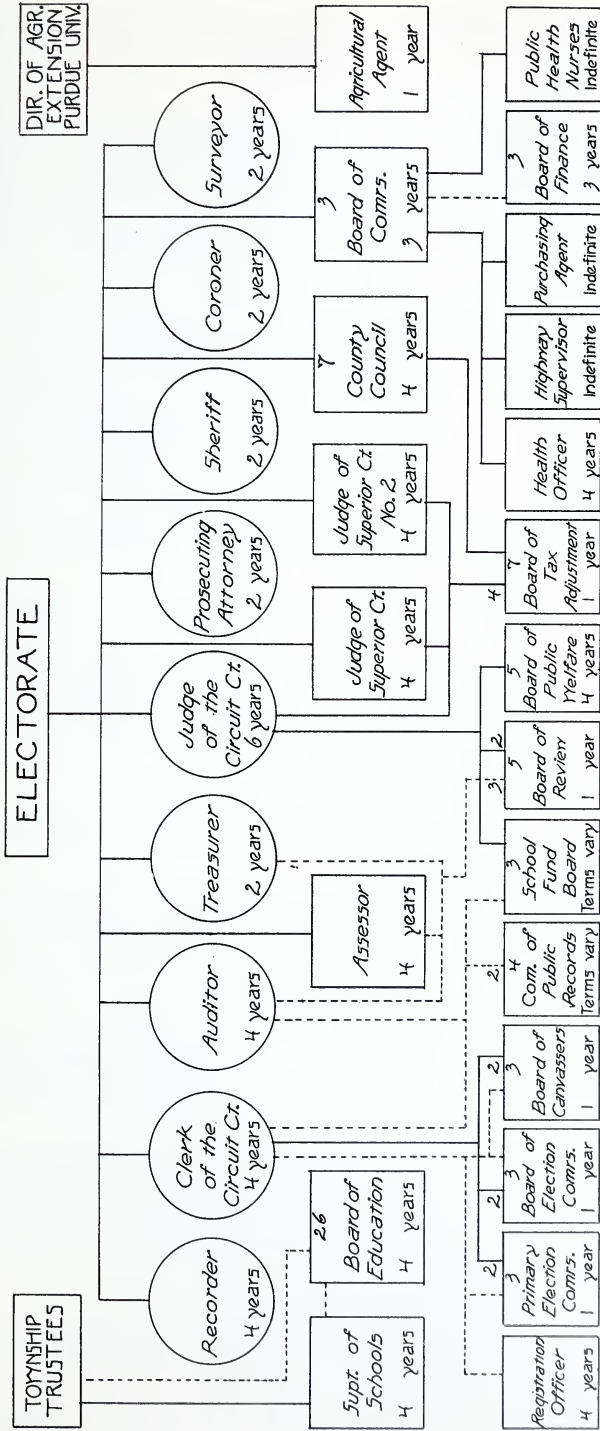 ELECTORATE
TOWNSHIP
TRUSTEES
DIR. OF AGR.
EXTENSION
PURDUE UNIV.
Recorder
4 years
Clerk
of the
Circuit Ct.
4 years
Auditor
4 years
Treasurer
2 years
Judge
of the
Circuit Ct.
6 years
Prosecuting
Attorney
2 years
Sheriff
2 years
Coroner
2 years
Surveyor
2 years
Supt. of
Schools
4 years
26
Board of
Education
4 years
Assessor
4 years
Judge of
Superior Ct.
4 years
Judge of
Superior Ct.
No. 2
4 years
7
County
Council
4 years
3
Board of
Comrs.
3 years
Agricultural
Agent
1 year
Registration
Officer
4 years
2
3
Primary
Election
Comrs.
1 year
2
3
Board of
Election
Comrs.
1 year
2
3
Board of
Canvassers
1 year
2
4
Com. of
Public
Records
Terms vary
3
School
Fund
Board
Terms vary
3
2
5
Board of
Review
1 year
5
Board of
Public
Welfare
4 years
4
7
Board of
Tax
Adjustment
1 year
Health
Officer
4 years
Highway
Supervisor
Indefinite
Purchasing
Agent
Indefinite
3
Board of
Finance
3 years
Public
Health
Nurses
Indefinite